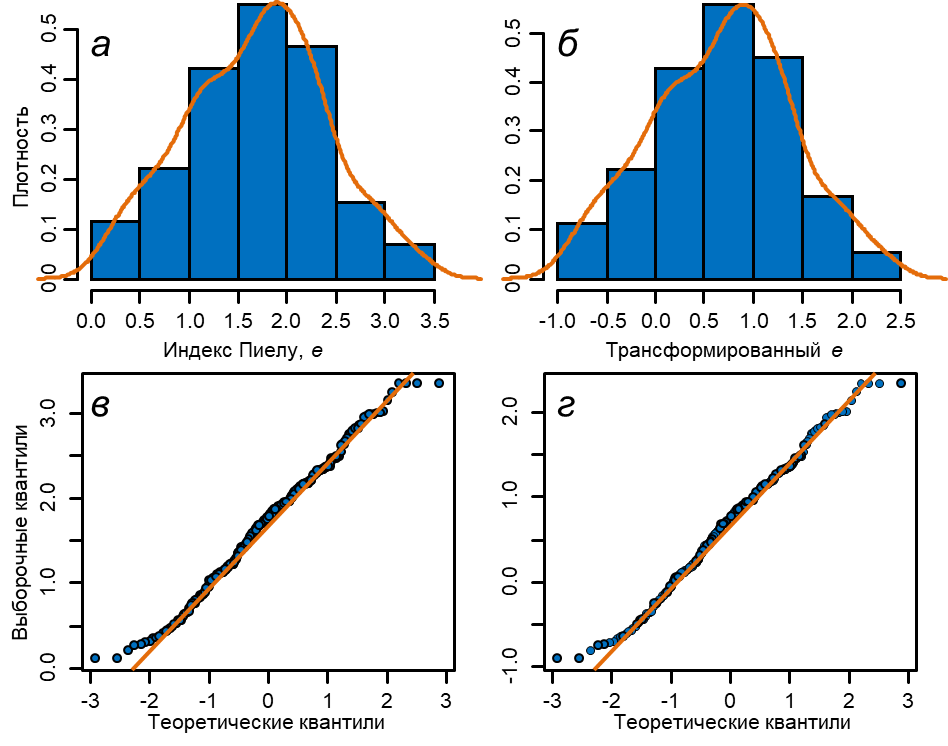 а
Плотность
0 0.1 0.2 0.3 0.4 0.5
0.0 0.5 1.0 1.5 2.0 2.5 3.0 3.5
Индекс Пиелу, e
б
0 0.1 0.2 0.3 0.4 0.5
-1.0 -0.5 0.0 0.5 1.0 1.5 2.0 2.5
Трансформированный e
в
Выборочные квантили
0.0 1.0 2.0 3.0
-3 -2 -1 0 1 2 3
Теоретические квантили
г
-1.0 0.0 1.0 2.0
-3 -2 -1 0 1 2 3
Теоретические квантили